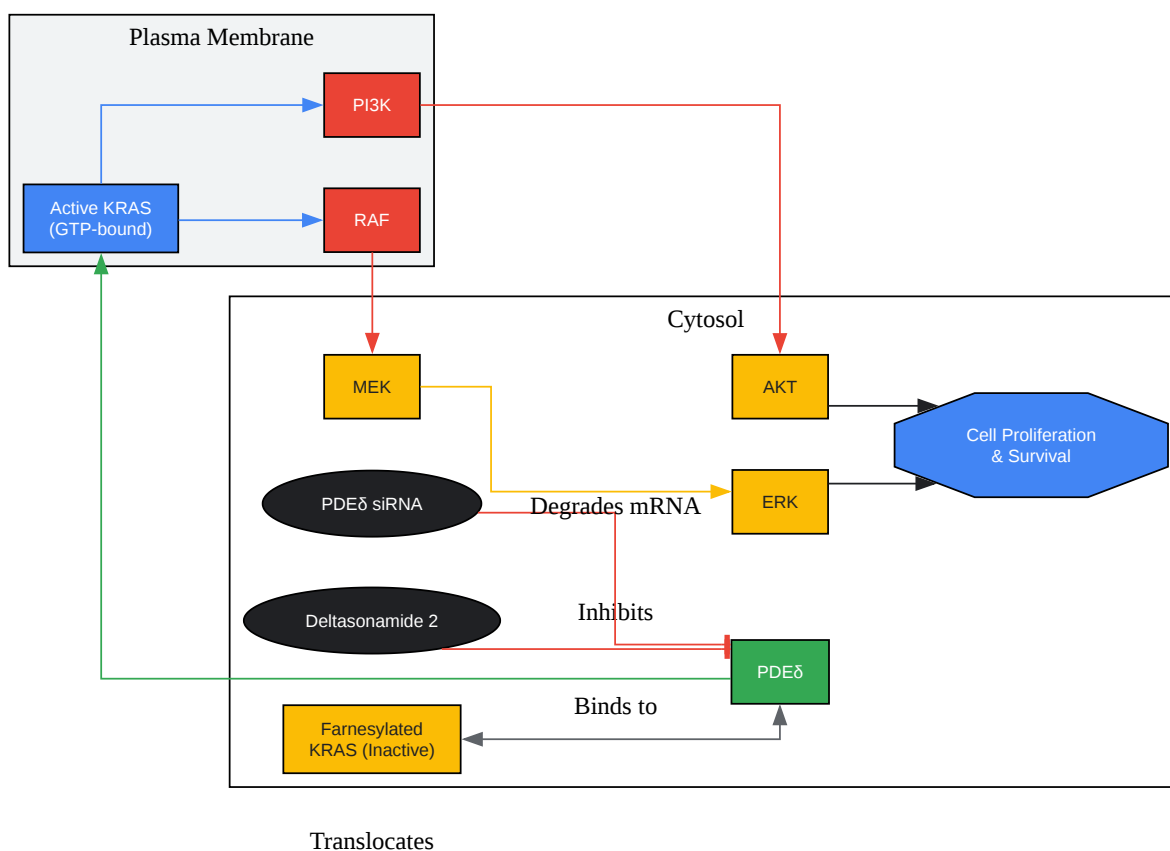 Plasma Membrane
PI3K
Active KRAS
(GTP-bound)
RAF
Cytosol
MEK
AKT
Cell Proliferation
& Survival
PDEδ siRNA
Degrades mRNA
ERK
Deltasonamide 2
Inhibits
PDEδ
Binds to
Farnesylated
KRAS (Inactive)
Translocates